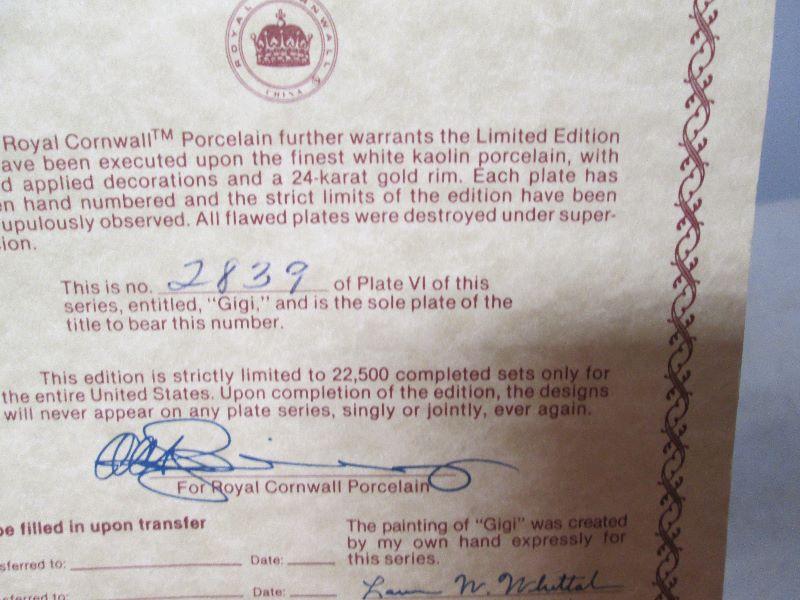 ROYAL CORNWALL
CHINA
Royal Cornwall™ Porcelain further warrants the Limited Edition
ave been executed upon the finest white kaolin porcelain, with
d applied decorations and a 24-karat gold rim. Each plate has
en hand numbered and the strict limits of the edition have been
upulously observed. All flawed plates were destroyed under super-
ion.
This is no. 2839 of Plate VI of this
series, entitled, "Gigi," and is the sole plate of the
title to bear this number.
This edition is strictly limited to 22,500 completed sets only for
the entire United States. Upon completion of the edition, the designs
will never appear on any plate series, singly or jointly, ever again.
For Royal Cornwall Porcelain
be filled in upon transfer
sferred to: Date:
sferred to: Date:
The painting of "Gigi" was created
by my own hand expressly for
this series.
W. Whittal